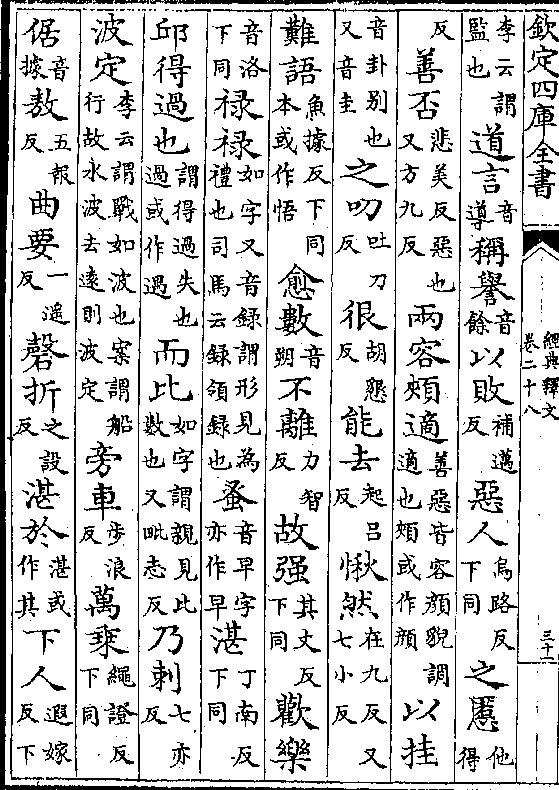 欽定四庫全書 經典釋文 卷二十八 三十一
李云謂監也 道言音導 稱譽音餘 以敗補邁反 惡人烏路反下同 之慝他得
反 善否悲美反惡也又方九反 兩容頰適善惡皆容顔貌調適也頰或作顔 以挂
音卦别也又音圭 之叨吐刀反 很胡懇反 能去起吕反 愀然在九反又七小反
難語魚據反下同本或作悟 愈數音朔 不離力智反 故强其丈反下同 歡樂
音洛下同 禄禄如字又音録謂形見為禮也司馬云録領録也 蚤音早字亦作早 湛丁南反下同
邱得過也謂得過失也過或作過 而比如字謂親見比數也又毗志反 乃刺七亦反
波定李云謂戰如波也案謂船行故水波去遠則波定 旁車步浪反 萬乘繩證反下同
倨音據 敖五報反 曲要一遥反 磬折之設反 湛於湛或作其 下人遐嫁反下